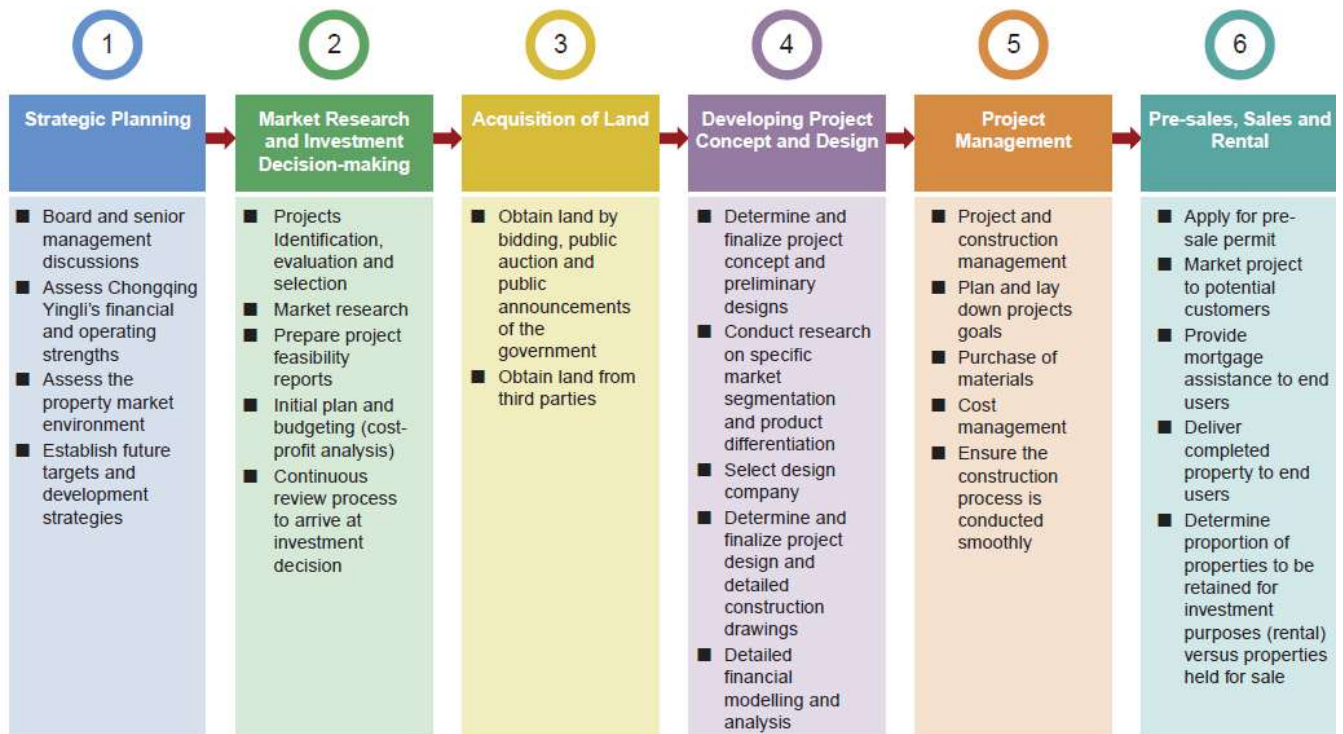 1
Strategic Planning
■ Board and senior
management
discussions
■ Assess Chongqing
Yingli's financial
and operating
strengths
■ Assess the
property market
environment
■ Establish future
targets and
development
strategies
2
Market Research
and Investment
Decision-making
■ Projects
Identification,
evaluation and
selection
■ Market research
■ Prepare project
feasibility
reports
■ Initial plan and
budgeting (cost-
profit analysis)
■ Continuous
review process
to arrive at
investment
decision
3
Acquisition of Land
■ Obtain land by
bidding, public
auction and
public
announcements
of the
government
■ Obtain land from
third parties
4
Developing Project
Concept and Design
■ Determine and
finalize project
concept and
preliminary
designs
■ Conduct research
on specific
market
segmentation
and product
differentiation
■ Select design
company
■ Determine and
finalize project
design and
detailed
construction
drawings
■ Detailed
financial
modelling and
analysis
5
Project
Management
■ Project and
construction
management
■ Plan and lay
down projects
goals
■ Purchase of
materials
■ Cost
management
■ Ensure the
construction
process is
conducted
smoothly
6
Pre-sales, Sales and
Rental
■ Apply for pre-
sale permit
■ Market project
to potential
customers
■ Provide
mortgage
assistance to end
users
■ Deliver
completed
property to end
users
■ Determine
proportion of
properties to be
retained for
investment
purposes (rental)
versus properties
held for sale